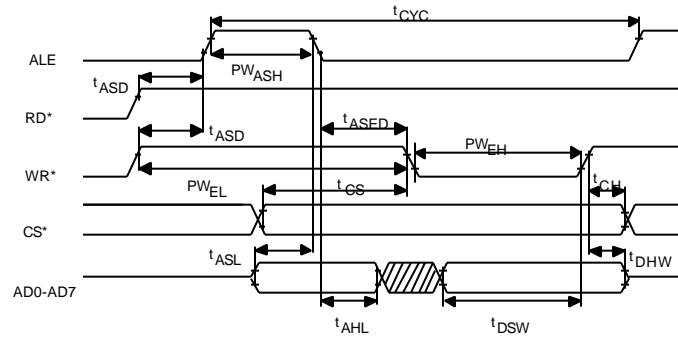 tCYC
ALE
PWASH
tASD
tASED
RD*
tASD
PWEH
WR*
PWEL
tCS
tCH
CS*
tASL
tDHW
AD0-AD7
tAHL
tDSW